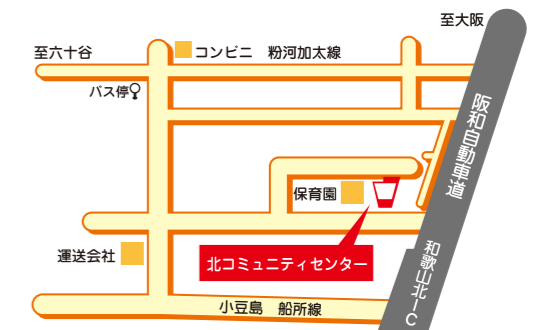 至大阪
至六十谷
コンビニ　粉河加太線
バス停
阪和自動車道
保育園
運送会社
北コミュニティセンター
和歌山北IC
小豆島　船所線